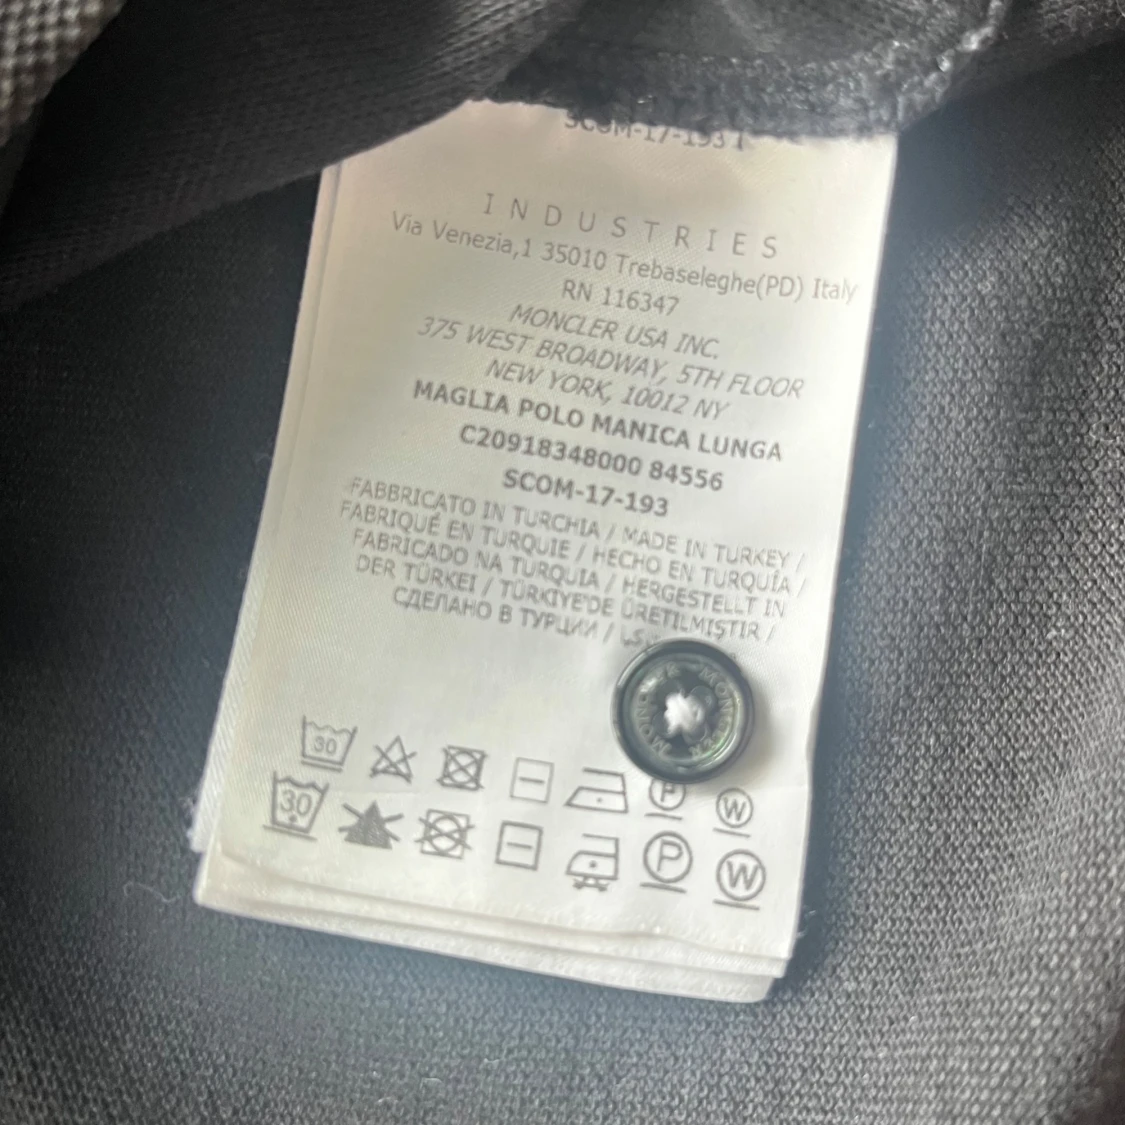 SCOM-17-193
INDUSTRIES
Via Venezia,1 35010 Trebaseleghe(PD) Italy
RN 116347
MONCLER USA INC.
375 WEST BROADWAY, 5TH FLOOR
NEW YORK, 10012 NY
MAGLIA POLO MANICA LUNGA
C20918348000 84556
SCOM-17-193
FABBRICATO IN TURCHIA / MADE IN TURKEY /
FABRIQUÉ EN TURQUIE / HECHO EN TURQUÍA /
FABRICADO NA TURQUIA / HERGESTELLT IN
DER TÜRKEI / TÜRKIYE'DE ÜRETILMIŞTIR /
СДЕЛАНО В ТУРЦИИ /
MONCLER MONCLER
30 P W
30 P W